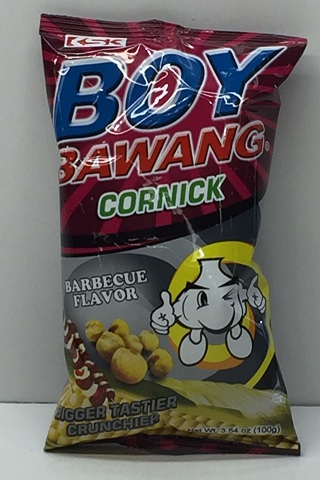 KSK
BOY
BAWANG®
CORNICK
BARBECUE
FLAVOR
BIGGER TASTIER
CRUNCHIER
Net Wt. 3.54 oz (100g)